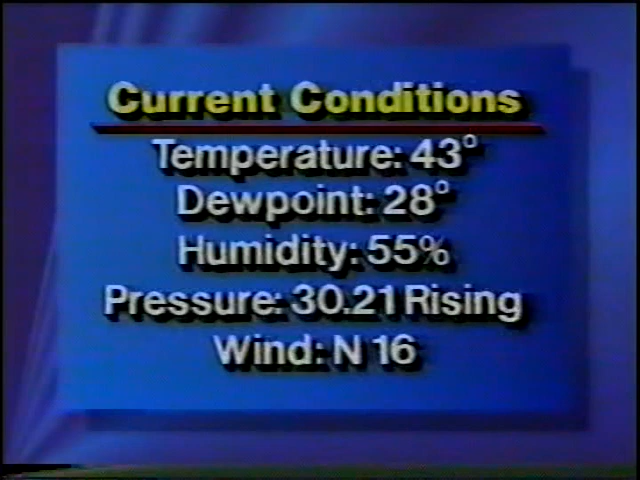 Current Conditions
Temperature: 43°
Dewpoint: 28°
Humidity: 55%
Pressure: 30.21 Rising
Wind: N 16